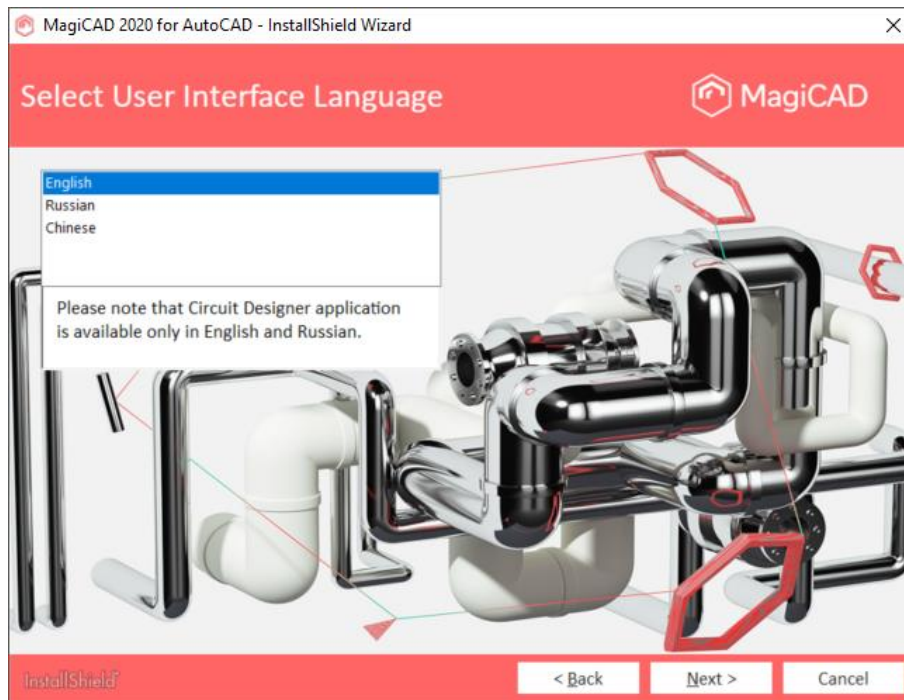 MagiCAD 2020 for AutoCAD - InstallShield Wizard
Select User Interface Language
MagiCAD
English
Russian
Chinese
Please note that Circuit Designer application
is available only in English and Russian.
InstallShield
< Back
Next >
Cancel